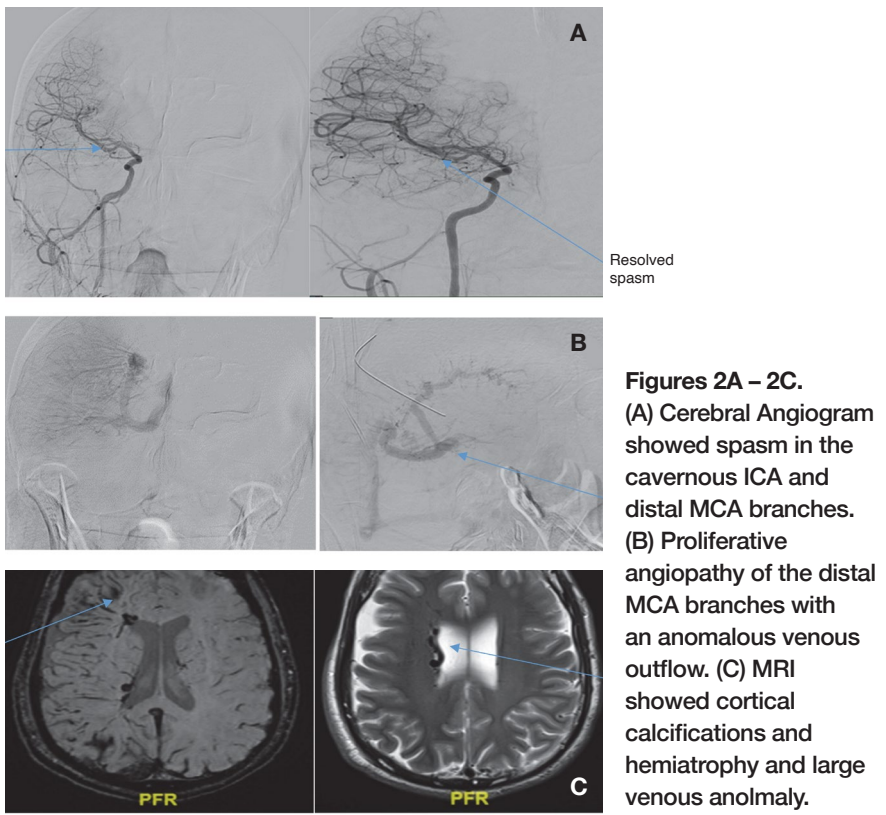 A
Resolved
spasm
B
Figures 2A – 2C.
(A) Cerebral Angiogram
showed spasm in the
cavernous ICA and
distal MCA branches.
(B) Proliferative
angiopathy of the distal
MCA branches with
an anomalous venous
outflow. (C) MRI
showed cortical
calcifications and
hemiatrophy and large
venous anolmaly.
C
PFR
PFR